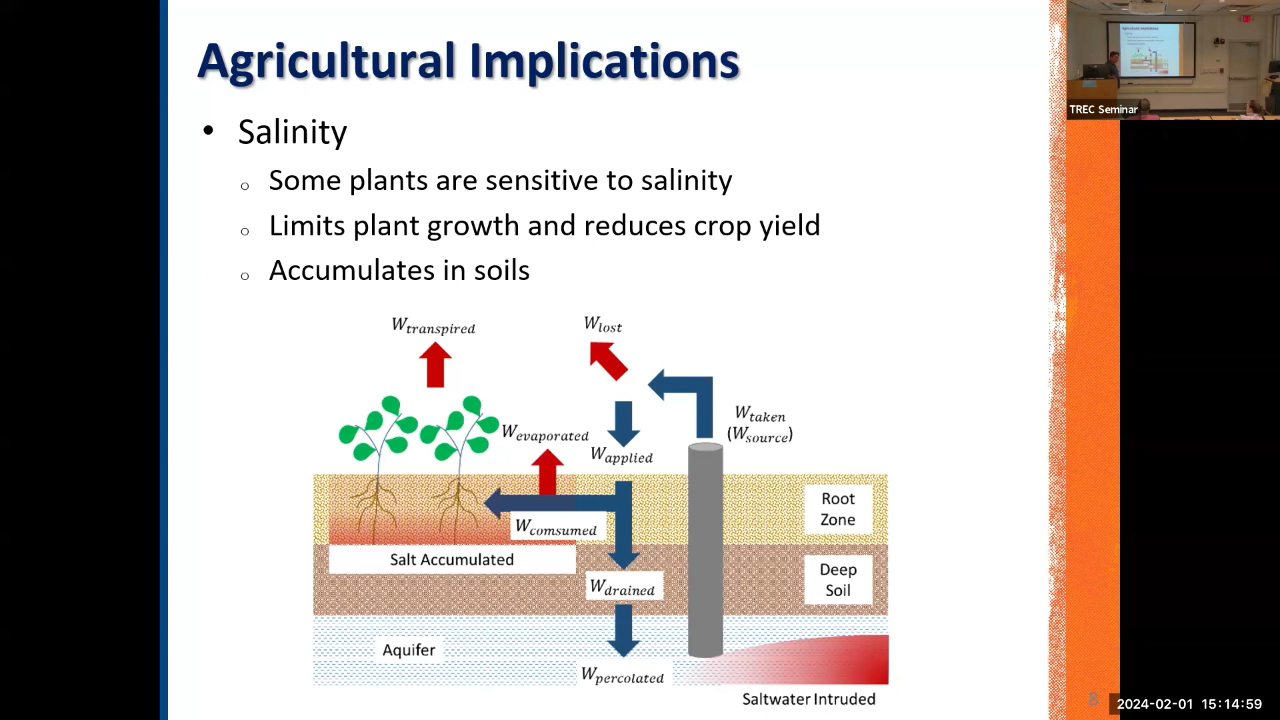 Agricultural Implications
• Salinity
o Some plants are sensitive to salinity
o Limits plant growth and reduces crop yield
o Accumulates in soils
W_transpired
W_lost
W_taken
(W_source)
W_evaporated
W_applied
W_comsumed
Root
Zone
Salt Accumulated
Deep
Soil
W_drained
Aquifer
W_percolated
Saltwater Intruded
8
TREC Seminar
2024-02-01 15:14:59